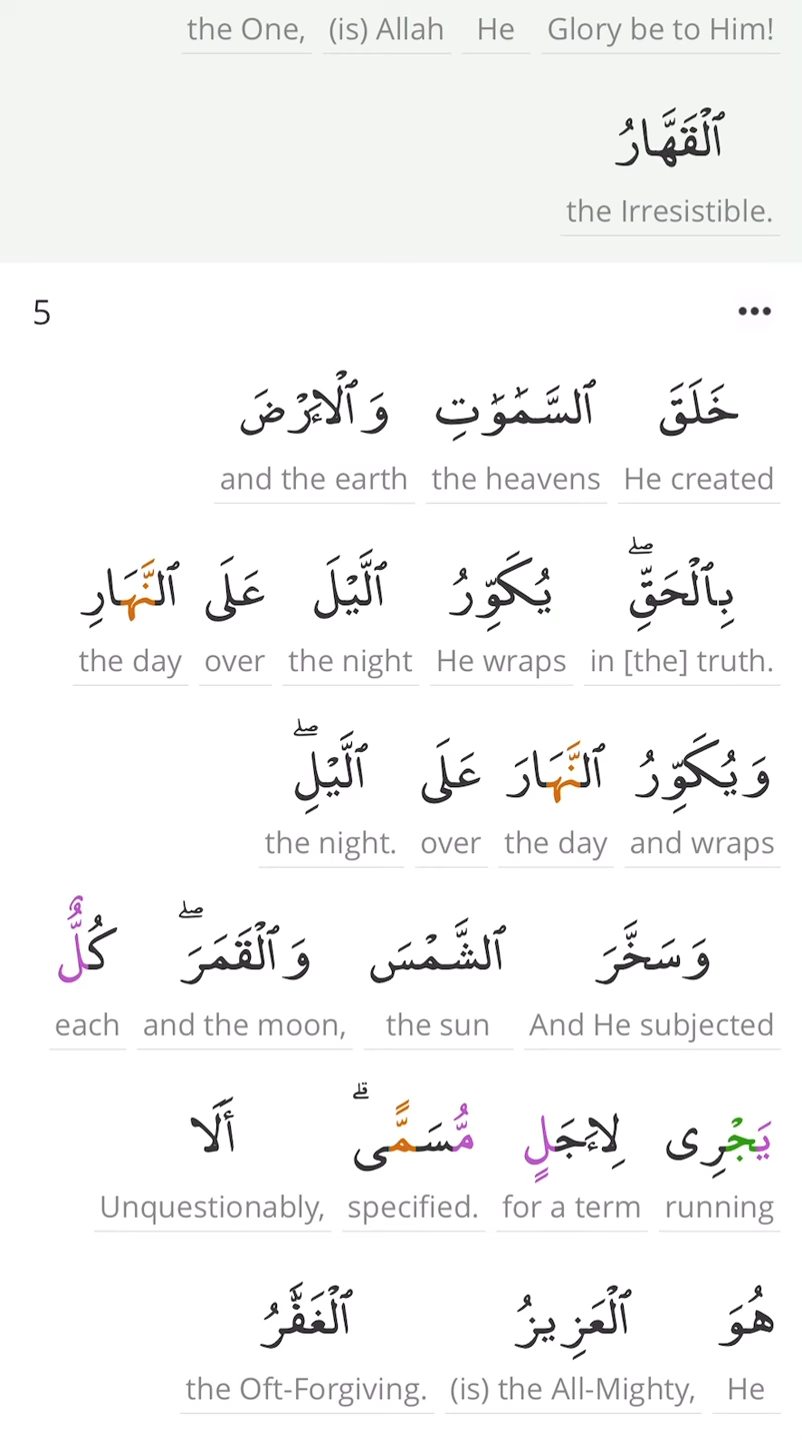 the One, (is) Allah He Glory be to Him!
ٱلْقَهَّارُ
the Irresistible.
5
خَلَقَ ٱلسَّمَٰوَٰتِ وَٱلْأَرْضَ
and the earth the heavens He created
بِٱلْحَقِّ ۖ يُكَوِّرُ ٱلَّيْلَ عَلَى ٱلنَّهَارِ
the day over the night He wraps in [the] truth.
وَيُكَوِّرُ ٱلنَّهَارَ عَلَى ٱلَّيْلِ ۖ
the night. over the day and wraps
وَسَخَّرَ ٱلشَّمْسَ وَٱلْقَمَرَ ۖ كُلٌّ
each and the moon, the sun And He subjected
يَجْرِى لِأَجَلٍ مُّسَمًّى ۗ أَلَا
Unquestionably, specified. for a term running
هُوَ ٱلْعَزِيزُ ٱلْغَفَّٰرُ
the Oft-Forgiving. (is) the All-Mighty, He